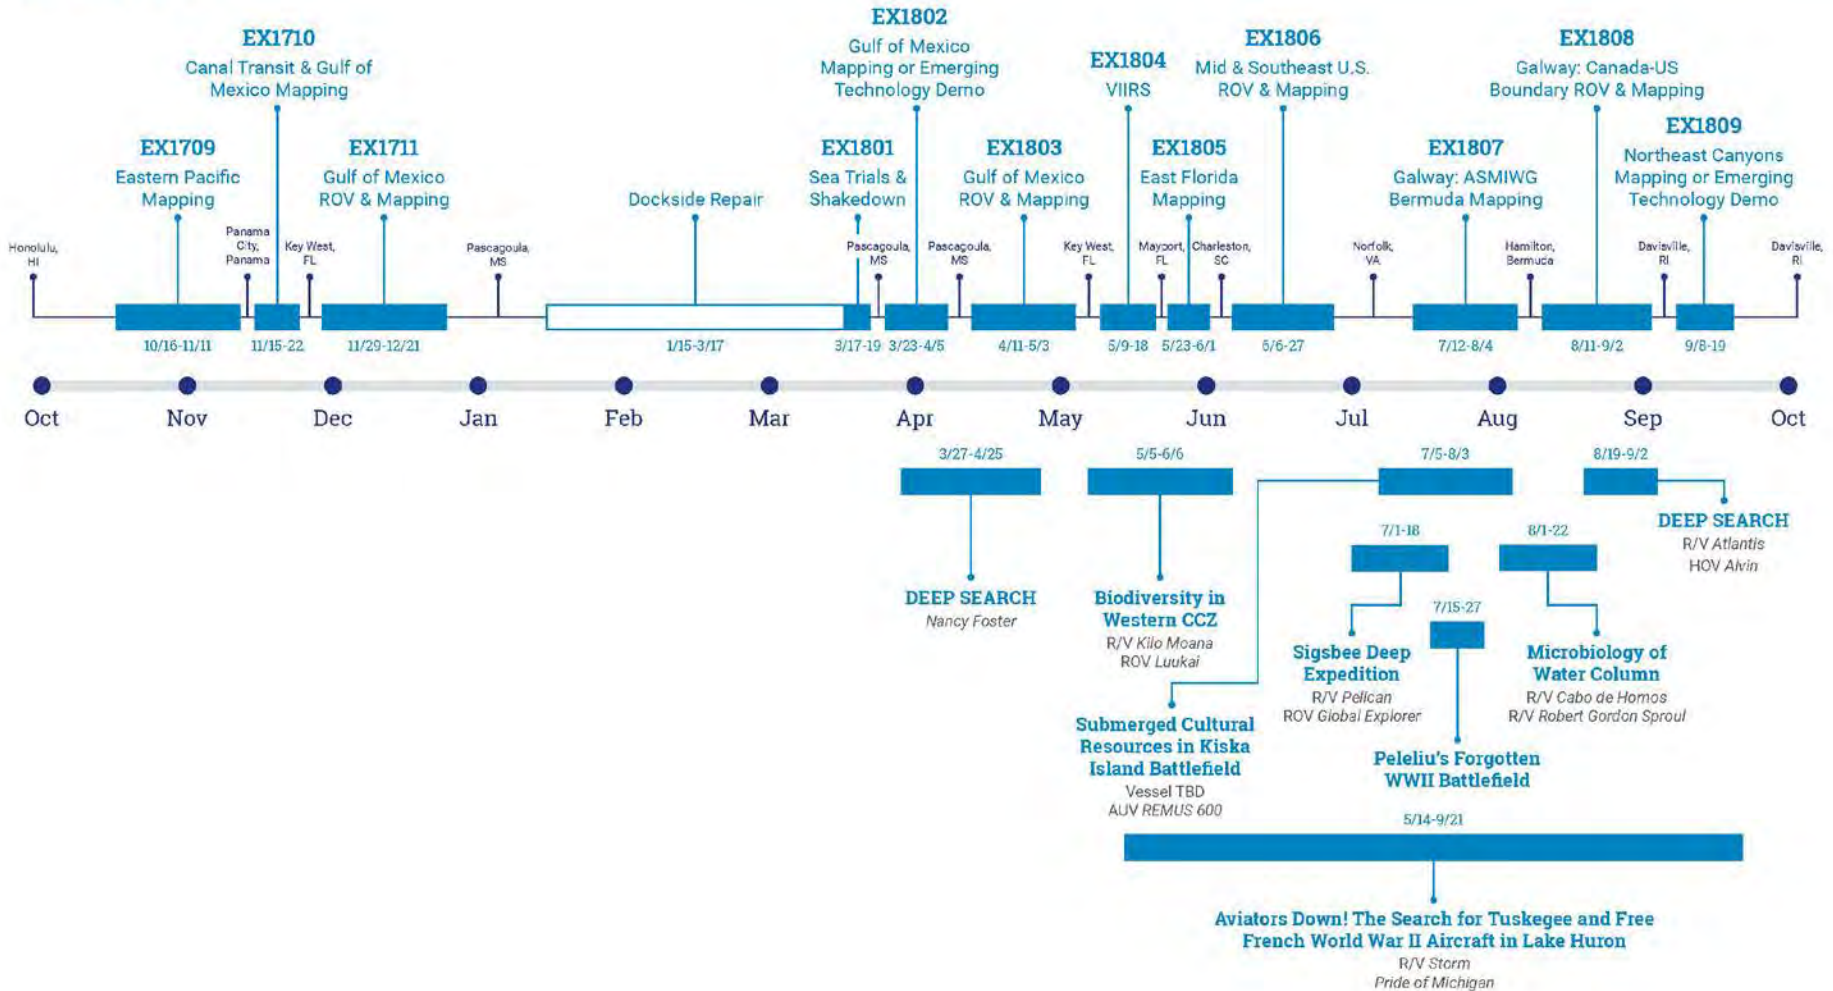 EX1710
Canal Transit & Gulf of
Mexico Mapping
EX1802
Gulf of Mexico
Mapping or Emerging
Technology Demo
EX1804
VIIRS
EX1806
Mid & Southeast U.S.
ROV & Mapping
EX1808
Galway: Canada-US
Boundary ROV & Mapping
EX1709
Eastern Pacific
Mapping
EX1711
Gulf of Mexico
ROV & Mapping
Dockside Repair
EX1801
Sea Trials &
Shakedown
EX1803
Gulf of Mexico
ROV & Mapping
EX1805
East Florida
Mapping
EX1807
Galway: ASMIWG
Bermuda Mapping
EX1809
Northeast Canyons
Mapping or Emerging
Technology Demo
Honolulu,
HI
Panama
City,
Panama
Key West,
FL
Pascagoula,
MS
Pascagoula,
MS
Pascagoula,
MS
Key West,
FL
Mayport,
FL
Charleston,
SC
Norfolk,
VA
Hamilton,
Bermuda
Davisville,
RI
Davisville,
RI
10/16-11/11
11/15-22
11/29-12/21
1/15-3/17
3/17-19
3/23-4/5
4/11-5/3
5/9-18
5/23-6/1
6/6-27
7/12-8/4
8/11-9/2
9/8-19
Oct
Nov
Dec
Jan
Feb
Mar
Apr
May
Jun
Jul
Aug
Sep
Oct
3/27-4/25
DEEP SEARCH
Nancy Foster
5/5-6/6
Biodiversity in
Western CCZ
R/V Kilo Moana
ROV Luukai
7/5-8/3
Submerged Cultural
Resources in Kiska
Island Battlefield
Vessel TBD
AUV REMUS 600
8/19-9/2
DEEP SEARCH
R/V Atlantis
HOV Alvin
7/1-18
Sigsbee Deep
Expedition
R/V Pelican
ROV Global Explorer
8/1-22
Microbiology of
Water Column
R/V Cabo de Hornos
R/V Robert Gordon Sproul
7/15-27
Peleliu's Forgotten
WWII Battlefield
5/14-9/21
Aviators Down! The Search for Tuskegee and Free
French World War II Aircraft in Lake Huron
R/V Storm
Pride of Michigan